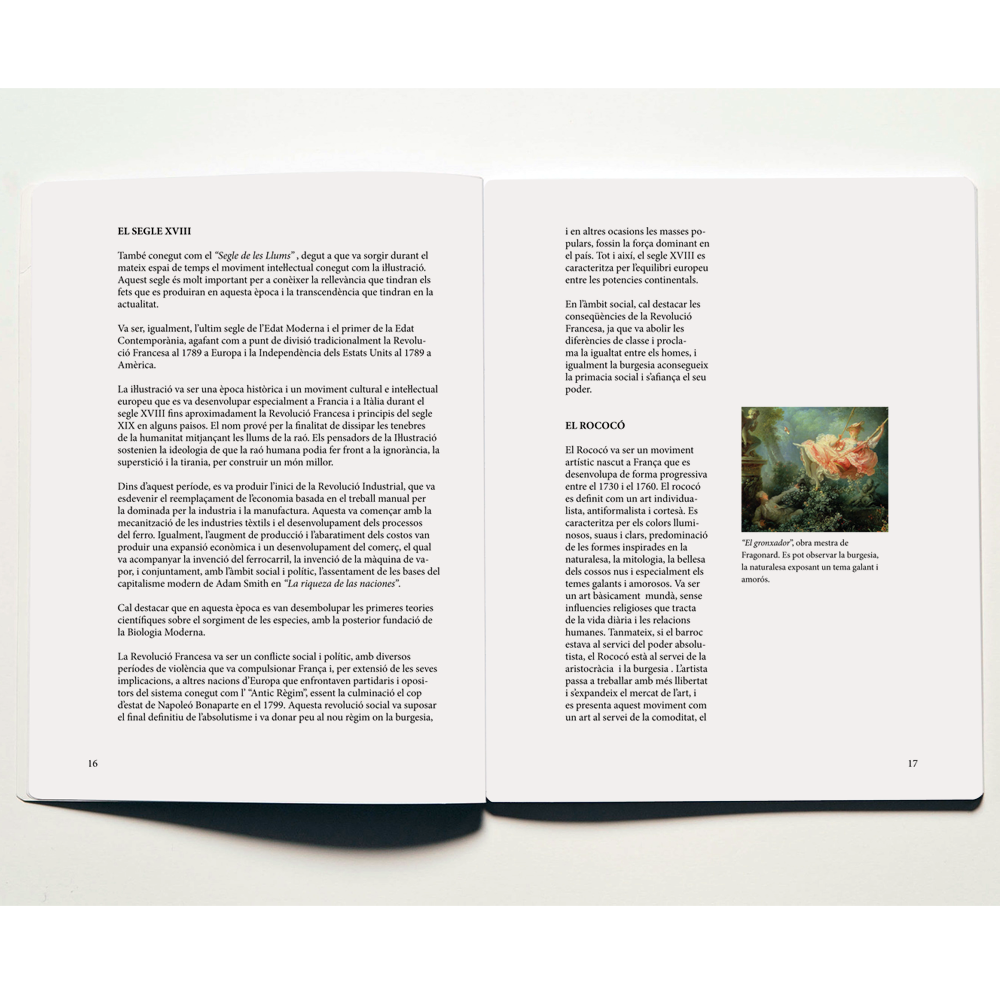 EL SEGLE XVIII
També conegut com el “Segle de les Llums” , degut a que va sorgir durant el
mateix espai de temps el moviment intel·lectual conegut com la il·lustració.
Aquest segle és molt important per a conèixer la rellevància que tindran els
fets que es produiran en aquesta època i la transcendència que tindran en la
actualitat.
Va ser, igualment, l’ultim segle de l’Edat Moderna i el primer de la Edat
Contemporània, agafant com a punt de divisió tradicionalment la Revolu-
ció Francesa al 1789 a Europa i la Independència dels Estats Units al 1789 a
Amèrica.
La il·lustració va ser una època històrica i un moviment cultural e intel·lectual
europeu que es va desenvolupar especialment a Francia i a Itàlia durant el
segle XVIII fins aproximadament la Revolució Francesa i principis del segle
XIX en alguns paisos. El nom prové per la finalitat de dissipar les tenebres
de la humanitat mitjançant les llums de la raó. Els pensadors de la Il·lustració
sostenien la ideologia de que la raó humana podia fer front a la ignorància, la
superstició i la tirania, per construir un món millor.
Dins d’aquest període, es va produir l’inici de la Revolució Industrial, que va
esdevenir el reemplaçament de l’economia basada en el treball manual per
la dominada per la industria i la manufactura. Aquesta va començar amb la
mecanització de les industries tèxtils i el desenvolupament dels processos
del ferro. Igualment, l’augment de producció i l’abaratiment dels costos van
produir una expansió econòmica i un desenvolupament del comerç, el qual
va acompanyar la invenció del ferrocarril, la invenció de la màquina de va-
por, i conjuntament, amb l’àmbit social i polític, l’assentament de les bases del
capitalisme modern de Adam Smith en “La riqueza de las naciones”.
Cal destacar que en aquesta època es van desembolupar les primeres teories
científiques sobre el sorgiment de les especies, amb la posterior fundació de
la Biologia Moderna.
La Revolució Francesa va ser un conflicte social i polític, amb diversos
períodes de violència que va compulsionar França i, per extensió de les seves
implicacions, a altres nacions d’Europa que enfrontaven partidaris i oposi-
tors del sistema conegut com l’ “Antic Règim”, essent la culminació el cop
d’estat de Napoleó Bonaparte en el 1799. Aquesta revolució social va suposar
el final definitiu de l’absolutisme i va donar peu al nou règim on la burgesia,
16
i en altres ocasions les masses po-
pulars, fossin la força dominant en
el país. Tot i així, el segle XVIII es
caracteritza per l’equilibri europeu
entre les potencies continentals.
En l’àmbit social, cal destacar les
conseqüències de la Revolució
Francesa, ja que va abolir les
diferències de classe i procla-
ma la igualtat entre els homes, i
igualment la burgesia aconsegueix
la primacia social i s’afiança el seu
poder.
EL ROCOCÓ
El Rococó va ser un moviment
artístic nascut a França que es
desenvolupa de forma progressiva
entre el 1730 i el 1760. El rococó
es definit com un art individua-
lista, antiformalista i cortesà. Es
caracteritza per els colors llumi-
nosos, suaus i clars, predominació
de les formes inspirades en la
naturalesa, la mitologia, la bellesa
dels cossos nus i especialment els
temes galants i amorosos. Va ser
un art bàsicament mundà, sense
influencies religioses que tracta
de la vida diària i les relacions
humanes. Tanmateix, si el barroc
estava al servici del poder absolu-
tista, el Rococó està al servei de la
aristocràcia i la burgesia . L’artista
passa a treballar amb més llibertat
i s’expandeix el mercat de l’art, i
es presenta aquest moviment com
un art al servei de la comoditat, el
“El gronxador”, obra mestra de
Fragonard. Es pot observar la burgesia,
la naturalesa exposant un tema galant i
amorós.
17